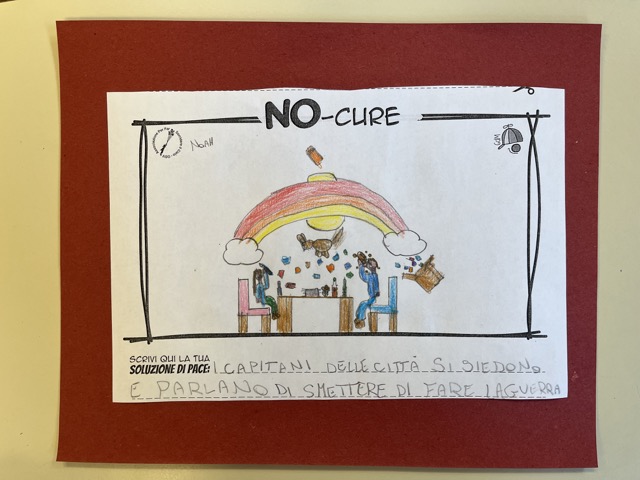 NO-CURE
NOAH
SCRIVI QUI LA TUA
SOLUZIONE DI PACE: I CAPITANI DELLE CITTÀ SI SIEDONO
E PARLANO DI SMETTERE DI FARE LA GUERRA